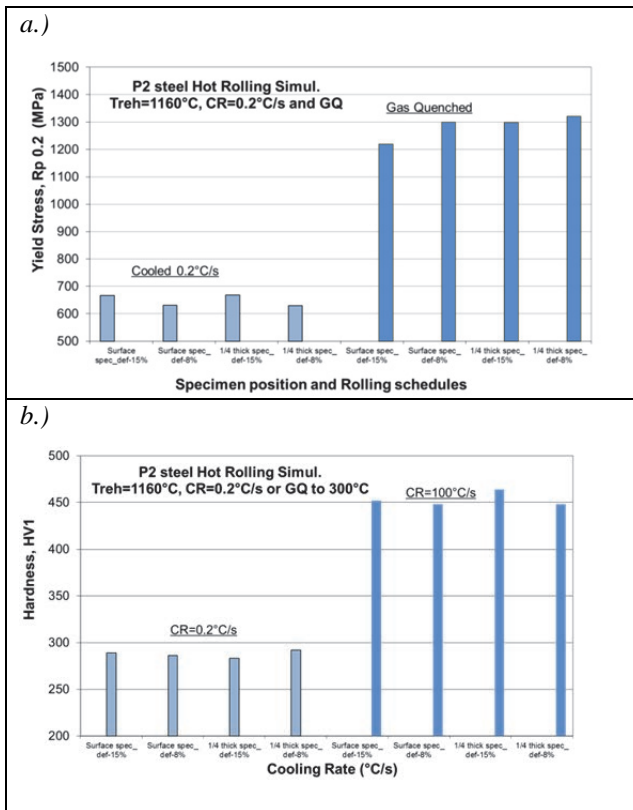 a.)
1500
1400
1300
1200
1100
1000
900
800
700
600
500
Yield Stress, Rp 0.2 (MPa)
P2 steel Hot Rolling Simul.
Treh=1160°C, CR=0.2°C/s and GQ
Gas Quenched
Cooled 0.2°C/s
Surface spec_def-15%
Surface spec_def-8%
1/4 thick spec_def-15%
1/4 thick spec_def-8%
Surface spec_def-15%
Surface spec_def-8%
1/4 thick spec_def-15%
1/4 thick spec_def-8%
Specimen position and Rolling schedules
b.)
500
450
400
350
300
250
200
Hardness, HV1
P2 steel Hot Rolling Simul.
Treh=1160°C, CR=0.2°C/s or GQ to 300°C
CR=100°C/s
CR=0.2°C/s
Surface spec_def-15%
Surface spec_def-8%
1/4 thick spec_def-15%
1/4 thick spec_def-8%
Surface spec_def-15%
Surface spec_def-8%
1/4 thick spec_def-15%
1/4 thick spec_def-8%
Cooling Rate (°C/s)